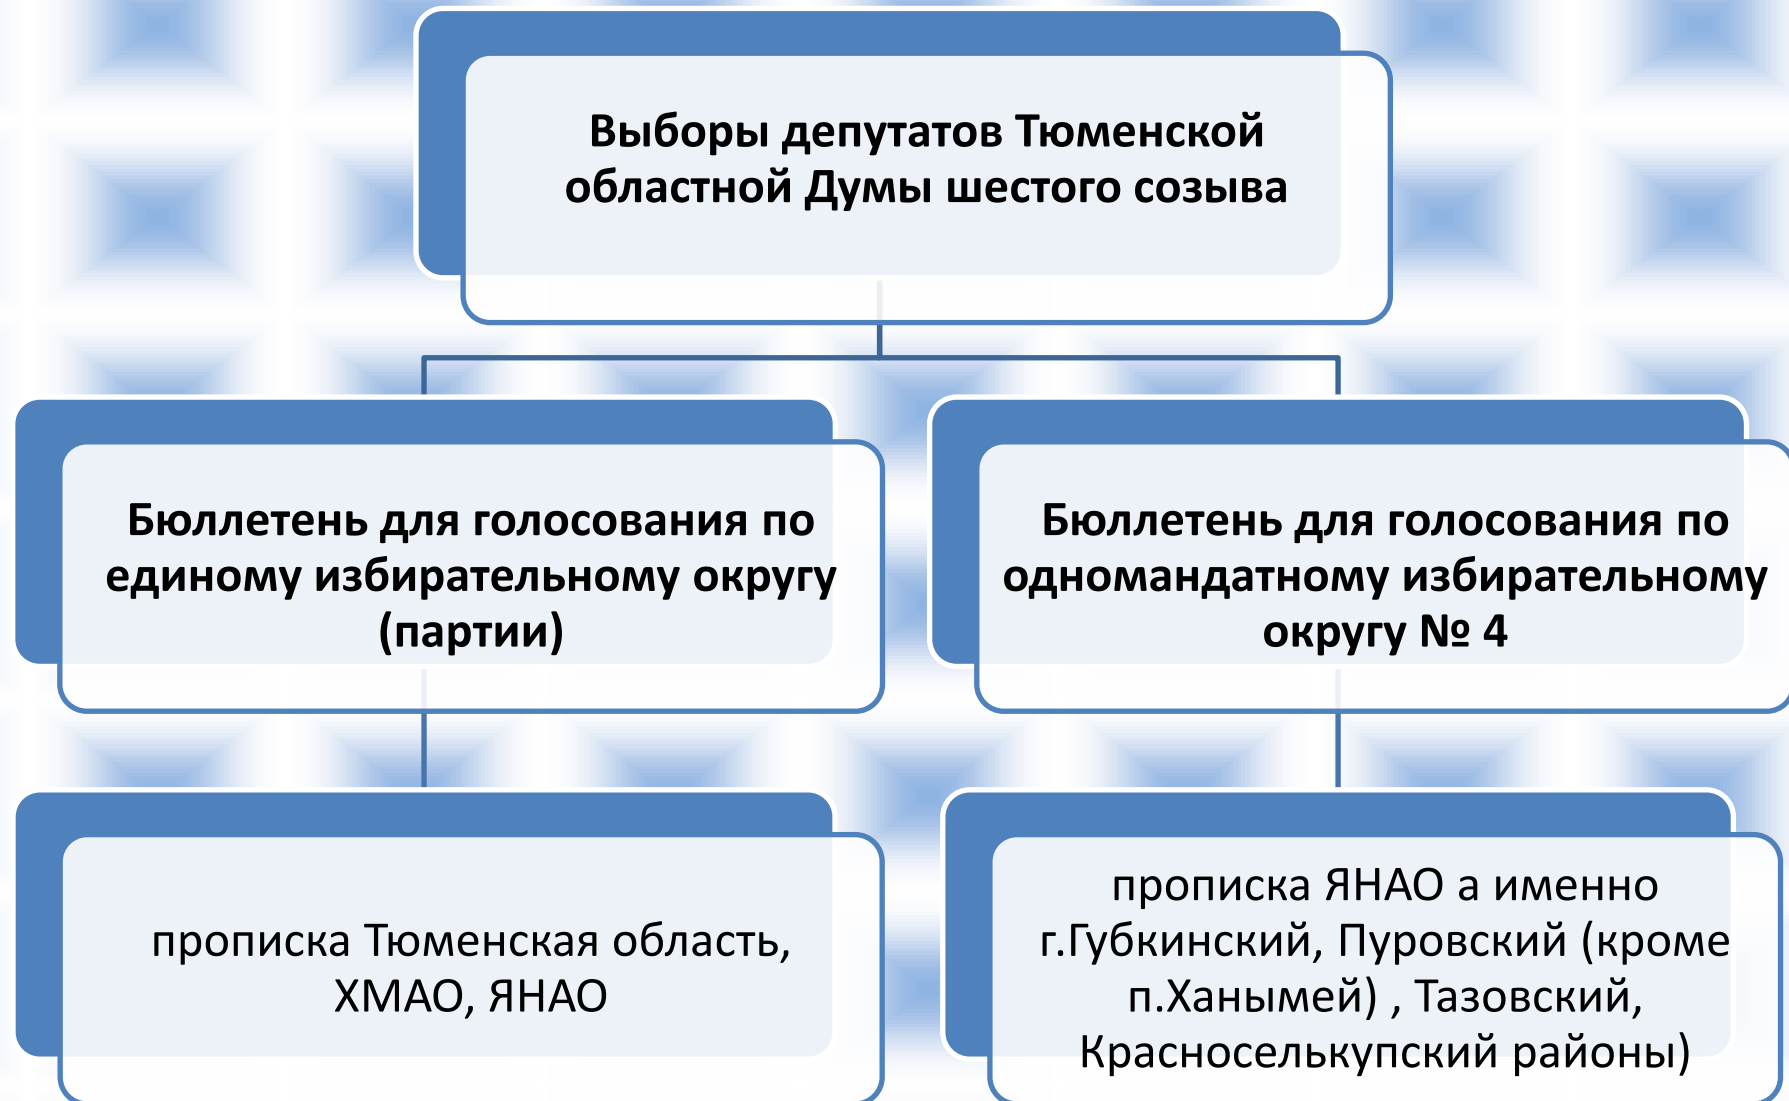 Выборы депутатов Тюменской
областной Думы шестого созыва
Бюллетень для голосования по
единому избирательному округу
(партии)
Бюллетень для голосования по
одномандатному избирательному
округу № 4
прописка Тюменская область,
ХМАО, ЯНАО
прописка ЯНАО а именно
г.Губкинский, Пуровский (кроме
п.Ханымей) , Тазовский,
Красноселькупский районы)